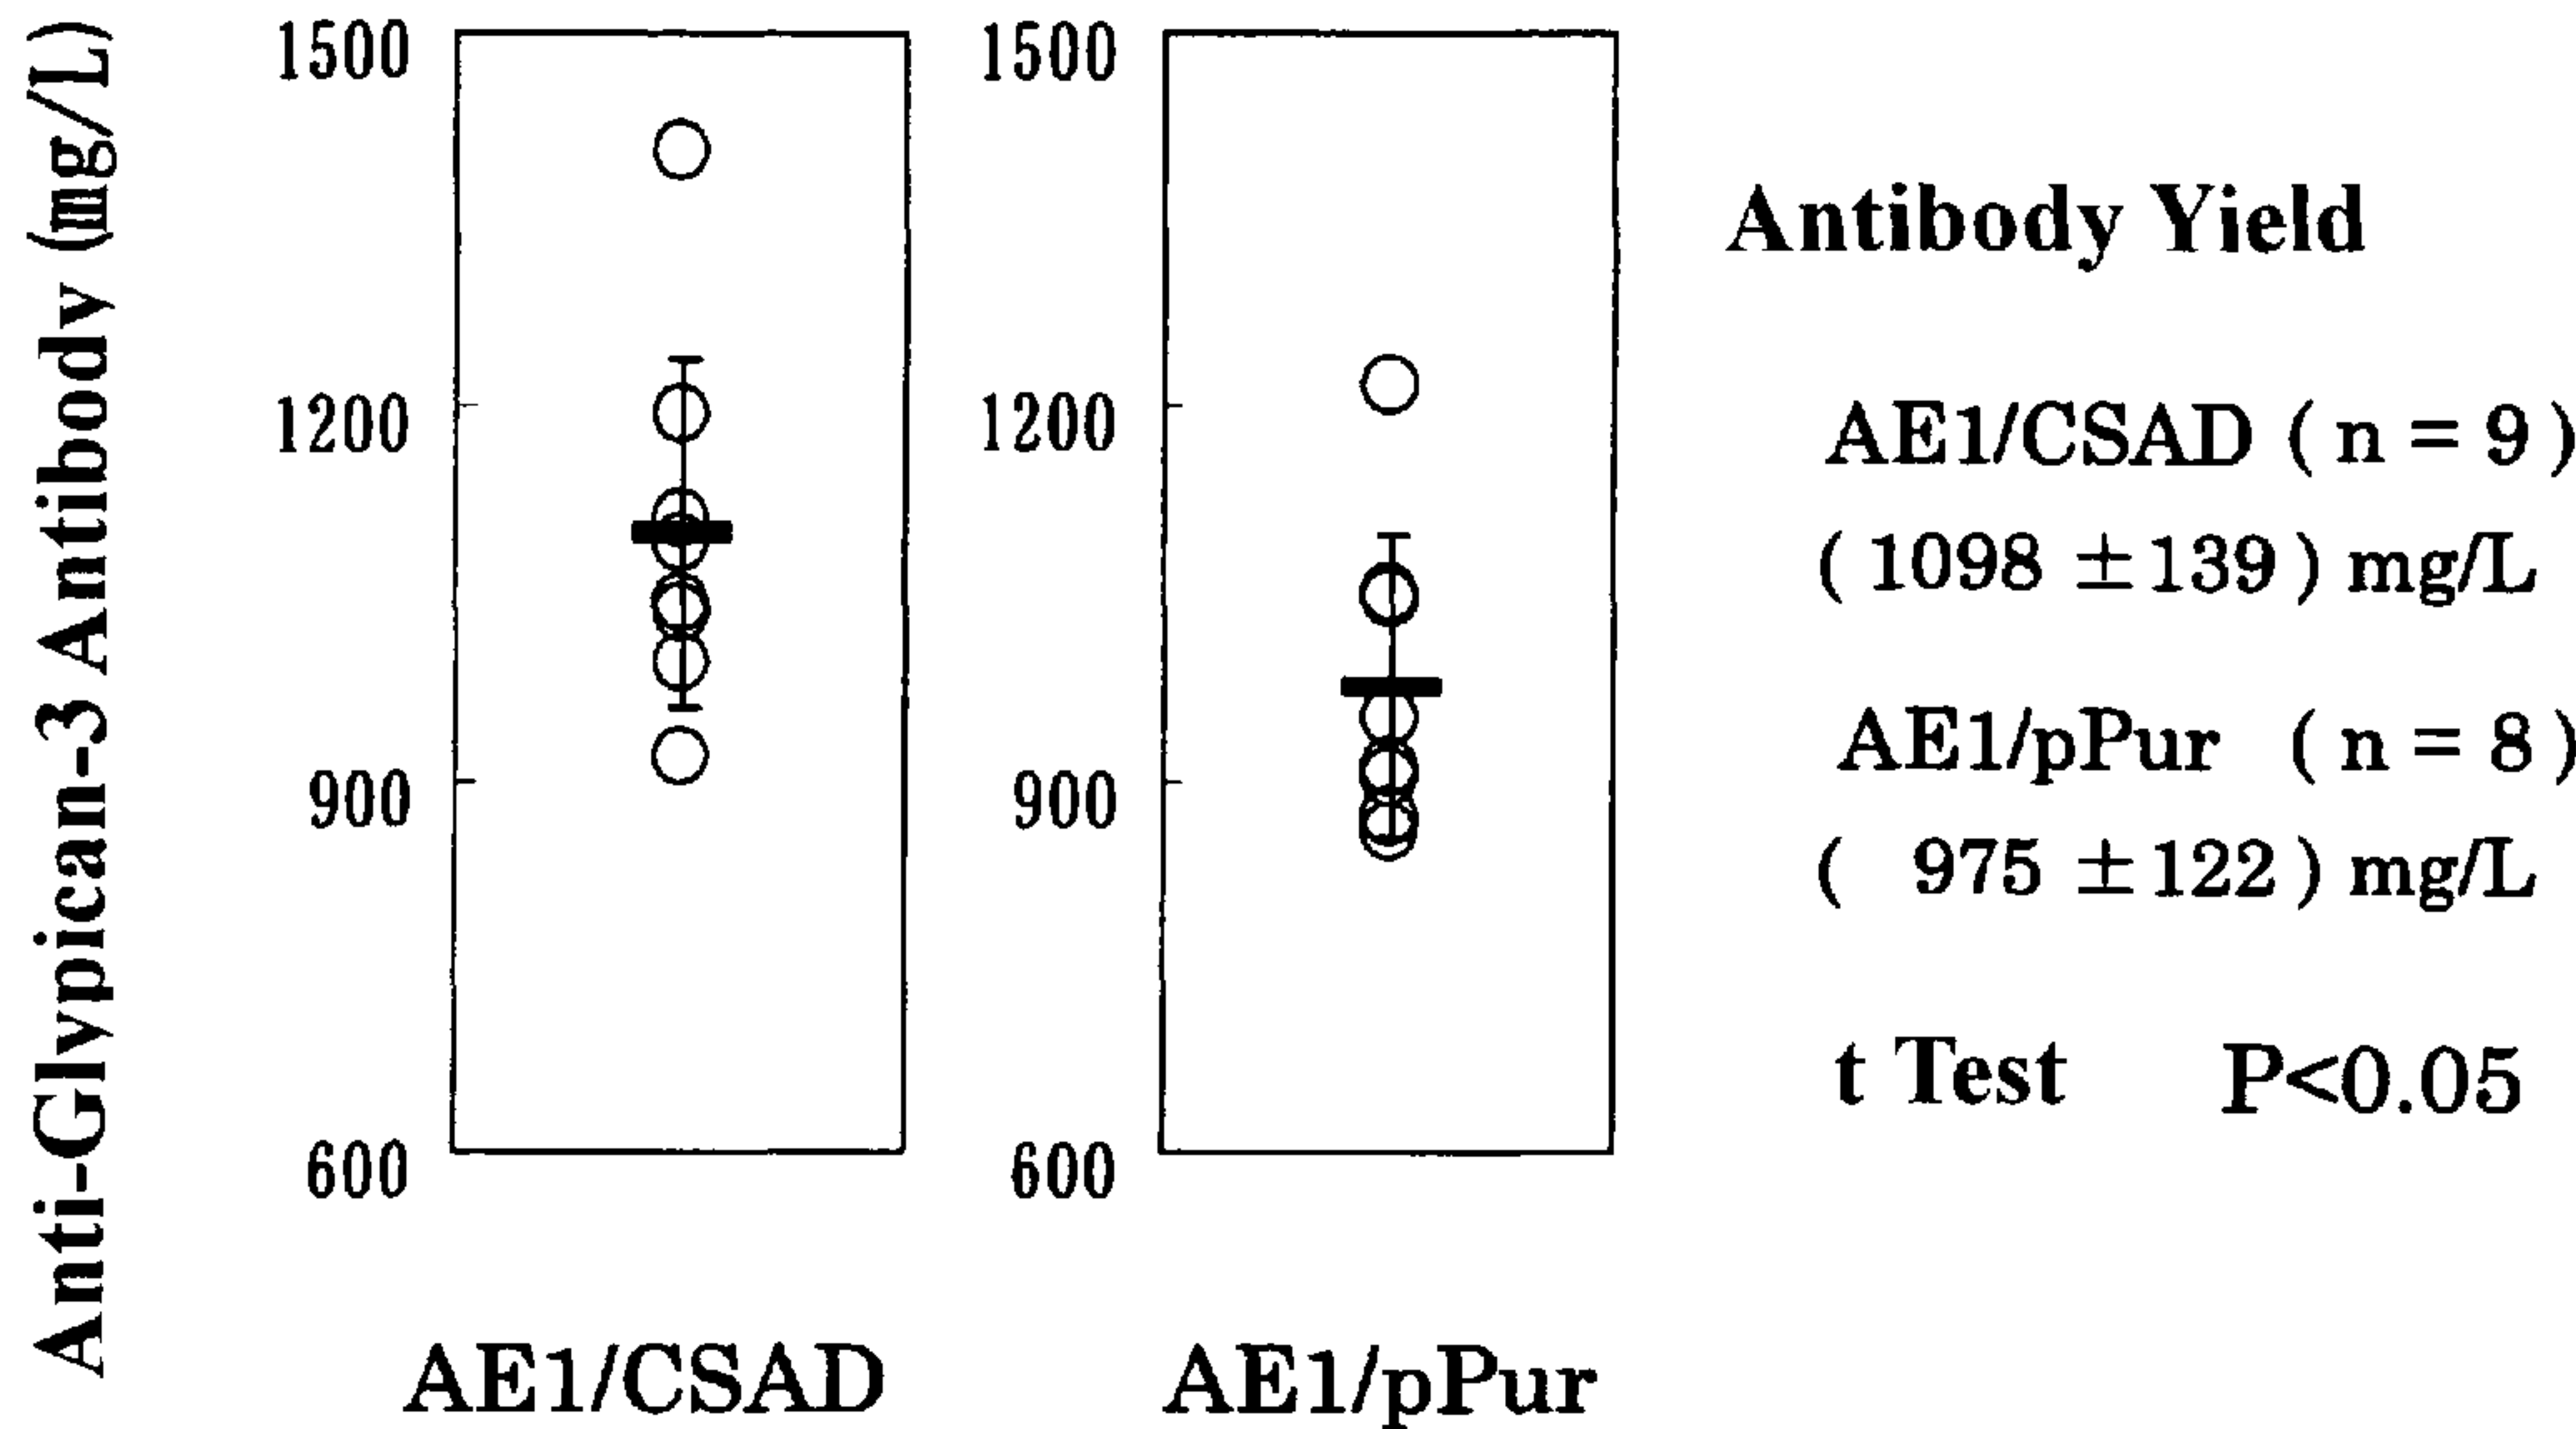 Anti-Glypican-3 Antibody (mg/L)
1500
1200
900
600
AE1/CSAD
1500
1200
900
600
AE1/pPur
Antibody Yield
AE1/CSAD ( n = 9 )
( 1098 ±139 ) mg/L
AE1/pPur ( n = 8 )
( 975 ±122 ) mg/L
t Test P<0.05